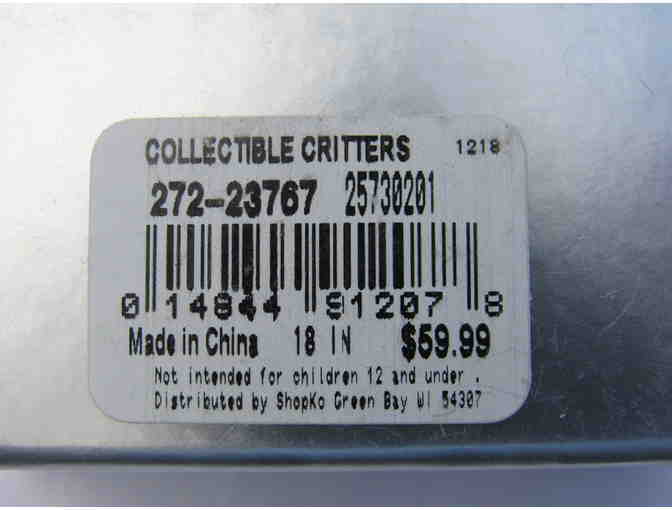 COLLECTIBLE CRITTERS 1218
272-23767 25730201
0 14844 91207 8
Made in China 18 IN $59.99
Not intended for children 12 and under .
Distributed by ShopKo Green Bay WI 54307